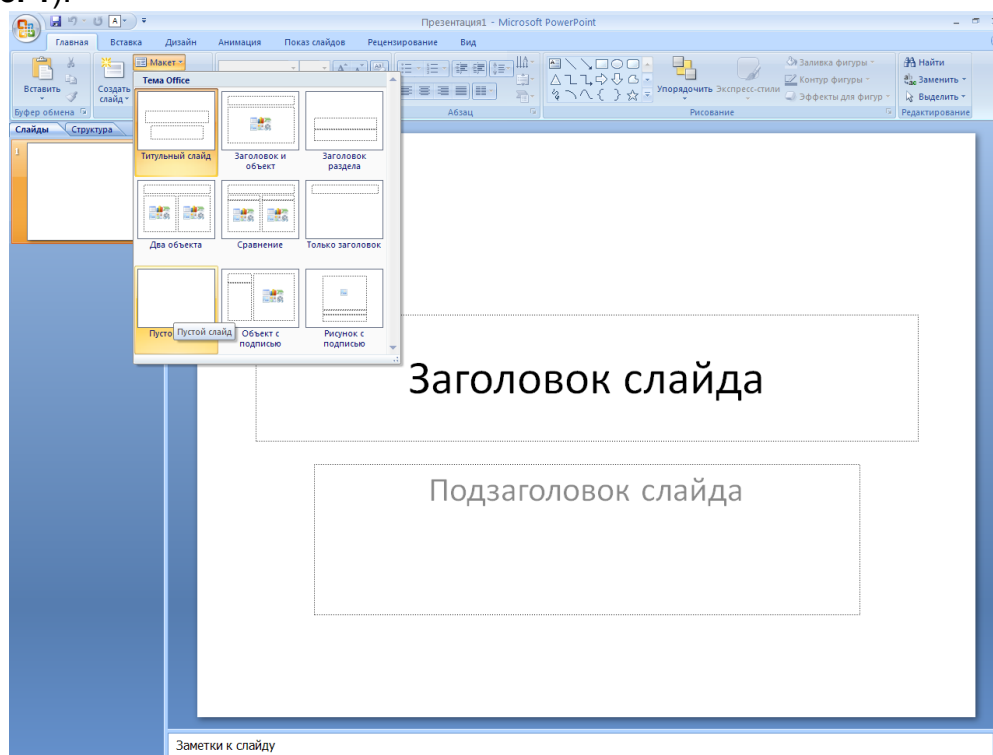 Презентация1 - Microsoft PowerPoint
Главная Вставка Дизайн Анимация Показ слайдов Рецензирование Вид
Вставить
Создать слайд
Макет
Буфер обмена
Абзац
Упорядочить Экспресс-стили
Заливка фигуры
Контур фигуры
Эффекты для фигур
Рисование
Найти
Заменить
Выделить
Редактирование
Слайды Структура
1
Тема Office
Титульный слайд
Заголовок и объект
Заголовок раздела
Два объекта
Сравнение
Только заголовок
Пустой слайд
Объект с подписью
Рисунок с подписью
Заголовок слайда
Подзаголовок слайда
Заметки к слайду